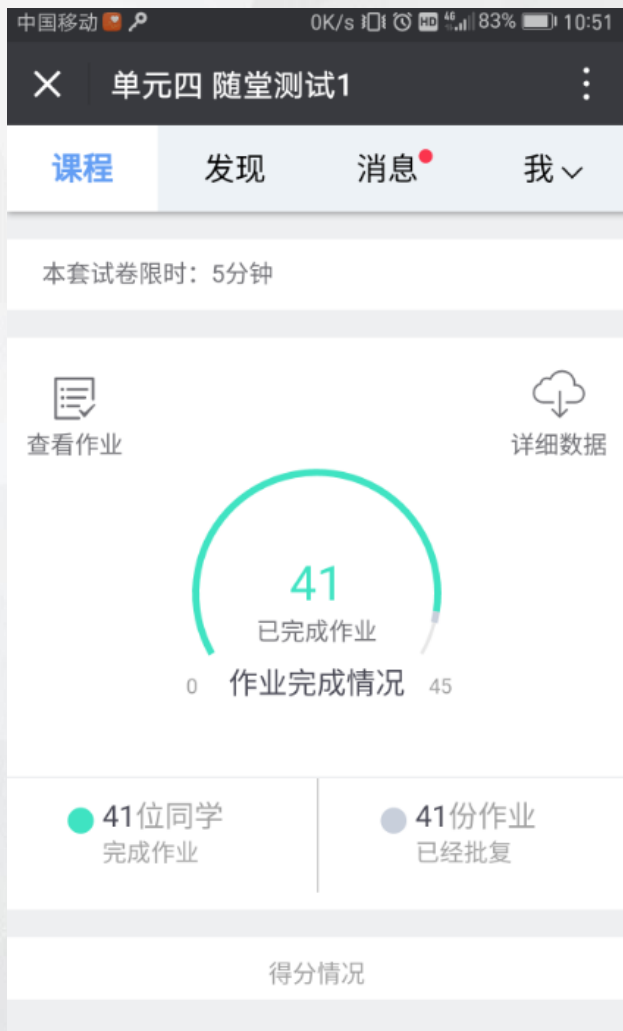 中国移动 0K/s HD 46 83% 10:51
单元四 随堂测试1
课程 发现 消息 我
本套试卷限时：5分钟
查看作业 详细数据
41
已完成作业
0 作业完成情况 45
41位同学 41份作业
完成作业 已经批复
得分情况